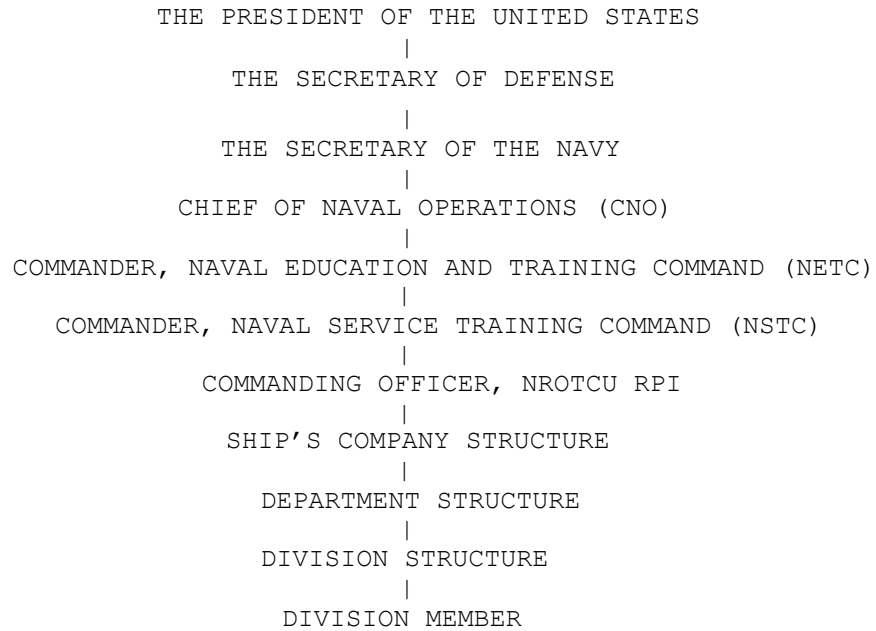 THE PRESIDENT OF THE UNITED STATES
|
THE SECRETARY OF DEFENSE
|
THE SECRETARY OF THE NAVY
|
CHIEF OF NAVAL OPERATIONS (CNO)
|
COMMANDER, NAVAL EDUCATION AND TRAINING COMMAND (NETC)
|
COMMANDER, NAVAL SERVICE TRAINING COMMAND (NSTC)
|
COMMANDING OFFICER, NROTCU RPI
|
SHIP’S COMPANY STRUCTURE
|
DEPARTMENT STRUCTURE
|
DIVISION STRUCTURE
|
DIVISION MEMBER